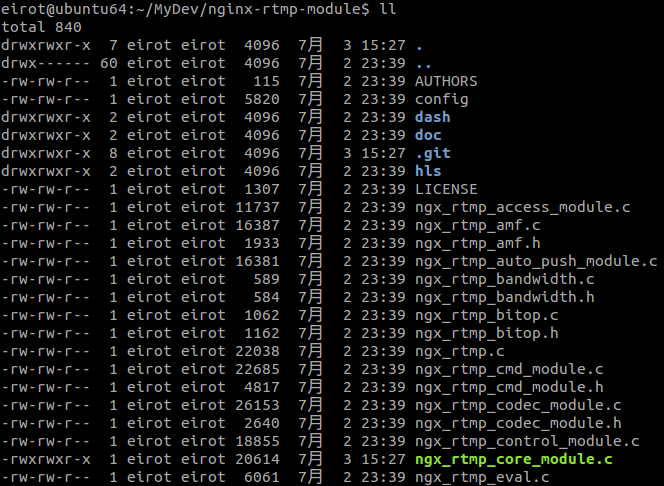 eirot@ubuntu64:~/MyDev/nginx-rtmp-module$ ll
total 840
drwxrwxr-x  7 eirot eirot  4096  7月  3 15:27 .
drwx------ 60 eirot eirot  4096  7月  2 23:39 ..
-rw-rw-r--  1 eirot eirot   115  7月  2 23:39 AUTHORS
-rw-rw-r--  1 eirot eirot  5820  7月  2 23:39 config
drwxrwxr-x  2 eirot eirot  4096  7月  2 23:39 dash
drwxrwxr-x  2 eirot eirot  4096  7月  2 23:39 doc
drwxrwxr-x  8 eirot eirot  4096  7月  3 15:27 .git
drwxrwxr-x  2 eirot eirot  4096  7月  2 23:39 hls
-rw-rw-r--  1 eirot eirot  1307  7月  2 23:39 LICENSE
-rw-rw-r--  1 eirot eirot 11737  7月  2 23:39 ngx_rtmp_access_module.c
-rw-rw-r--  1 eirot eirot 16387  7月  2 23:39 ngx_rtmp_amf.c
-rw-rw-r--  1 eirot eirot  1933  7月  2 23:39 ngx_rtmp_amf.h
-rw-rw-r--  1 eirot eirot 16381  7月  2 23:39 ngx_rtmp_auto_push_module.c
-rw-rw-r--  1 eirot eirot   589  7月  2 23:39 ngx_rtmp_bandwidth.c
-rw-rw-r--  1 eirot eirot   584  7月  2 23:39 ngx_rtmp_bandwidth.h
-rw-rw-r--  1 eirot eirot  1062  7月  2 23:39 ngx_rtmp_bitop.c
-rw-rw-r--  1 eirot eirot  1162  7月  2 23:39 ngx_rtmp_bitop.h
-rw-rw-r--  1 eirot eirot 22038  7月  2 23:39 ngx_rtmp.c
-rw-rw-r--  1 eirot eirot 22685  7月  2 23:39 ngx_rtmp_cmd_module.c
-rw-rw-r--  1 eirot eirot  4817  7月  2 23:39 ngx_rtmp_cmd_module.h
-rw-rw-r--  1 eirot eirot 26153  7月  2 23:39 ngx_rtmp_codec_module.c
-rw-rw-r--  1 eirot eirot  2640  7月  2 23:39 ngx_rtmp_codec_module.h
-rw-rw-r--  1 eirot eirot 18855  7月  2 23:39 ngx_rtmp_control_module.c
-rwxrwxr-x  1 eirot eirot 20614  7月  3 15:27 ngx_rtmp_core_module.c
-rw-rw-r--  1 eirot eirot  6061  7月  2 23:39 ngx_rtmp_eval.c